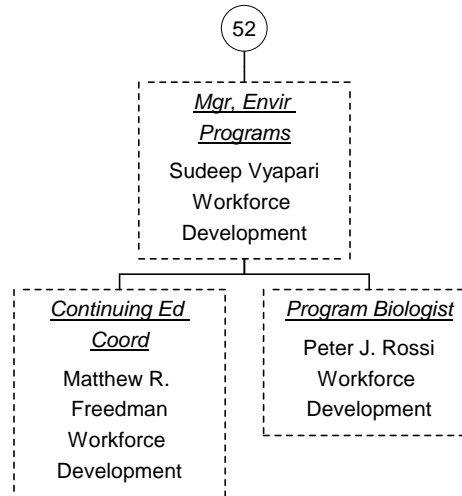 52
Mgr, Envir
Programs
Sudeep Vyapari
Workforce
Development
Continuing Ed
Coord
Matthew R.
Freedman
Workforce
Development
Program Biologist
Peter J. Rossi
Workforce
Development